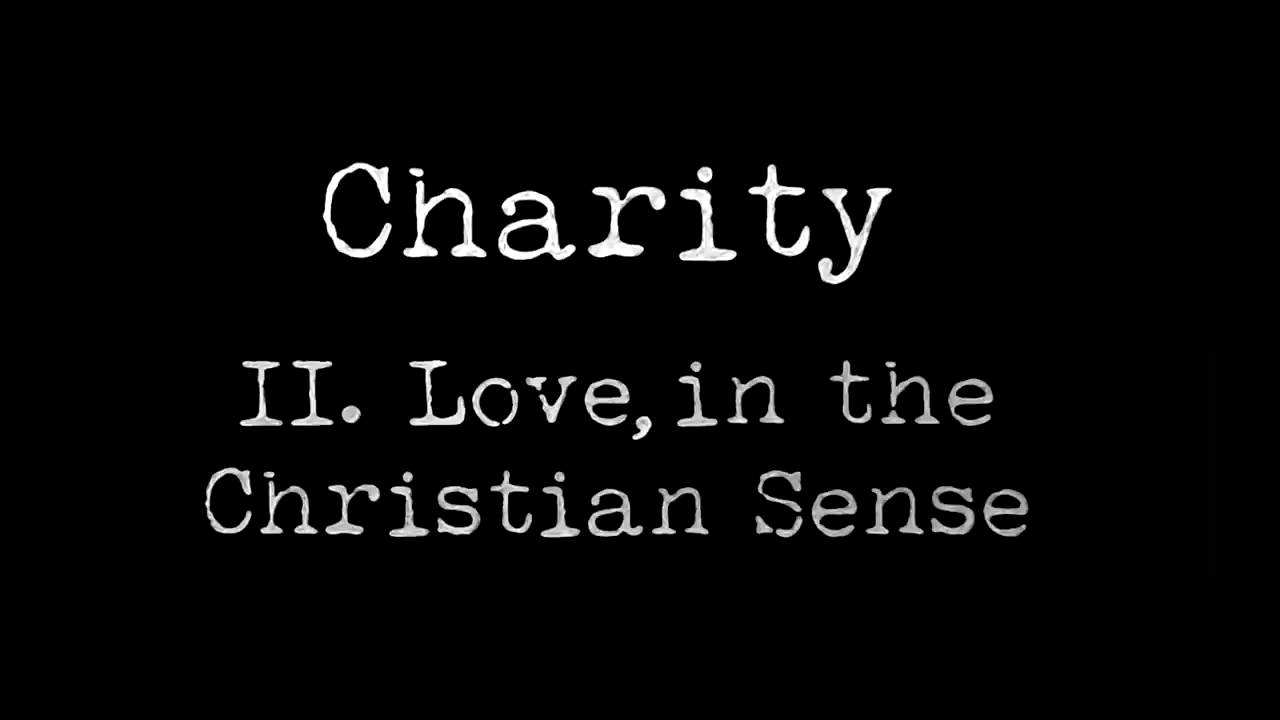 Charity
II. Love, in the
Christian Sense